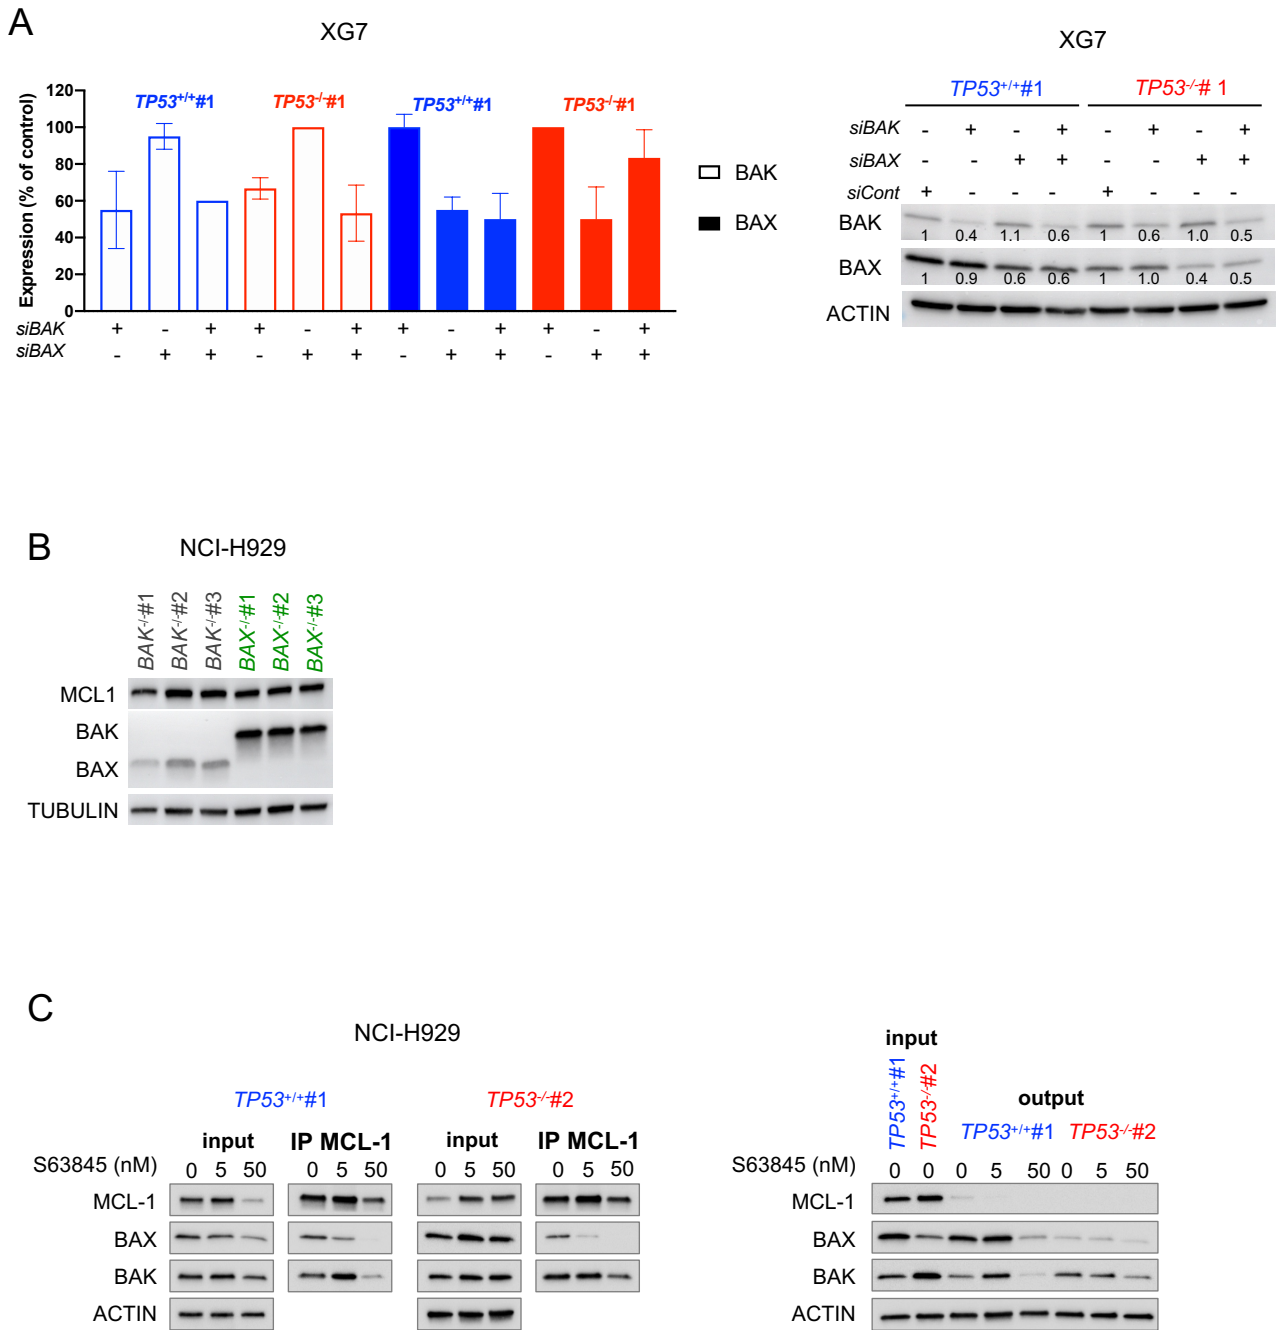 A
XG7
Expression (% of control)
120
100
80
60
40
20
0
TP53+/+#1
TP53-/-#1
TP53+/+#1
TP53-/-#1
siBAK + - + + - + + - + + - +
siBAX - + + - + + - + + - + +
BAK
BAX
XG7
TP53+/+#1 TP53-/-# 1
siBAK - + - + - + - +
siBAX - - + + - - + +
siCont + - - - + - - -
BAK 1 0.4 1.1 0.6 1 0.6 1.0 0.5
BAX 1 0.9 0.6 0.6 1 1.0 0.4 0.5
ACTIN
B
NCI-H929
BAK-/-#1
BAK-/-#2
BAK-/-#3
BAX-/-#1
BAX-/-#2
BAX-/-#3
MCL1
BAK
BAX
TUBULIN
C
NCI-H929
TP53+/+#1 TP53-/-#2
input IP MCL-1 input IP MCL-1
S63845 (nM) 0 5 50 0 5 50 0 5 50 0 5 50
MCL-1
BAX
BAK
ACTIN
input
TP53+/+#1
TP53-/-#2
output
TP53+/+#1 TP53-/-#2
S63845 (nM) 0 0 0 5 50 0 5 50
MCL-1
BAX
BAK
ACTIN